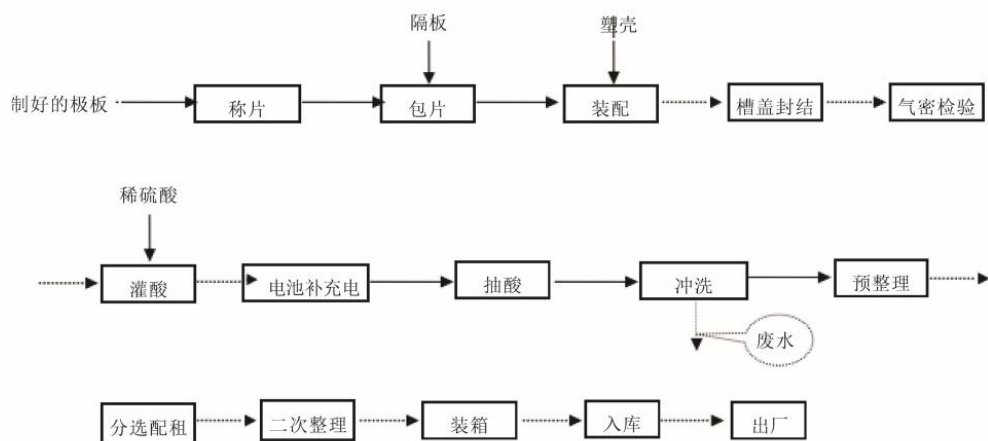 隔板
塑壳
制好的极板
称片
包片
装配
槽盖封结
气密检验
稀硫酸
灌酸
电池补充电
抽酸
冲洗
预整理
废水
分选配租
二次整理
装箱
入库
出厂